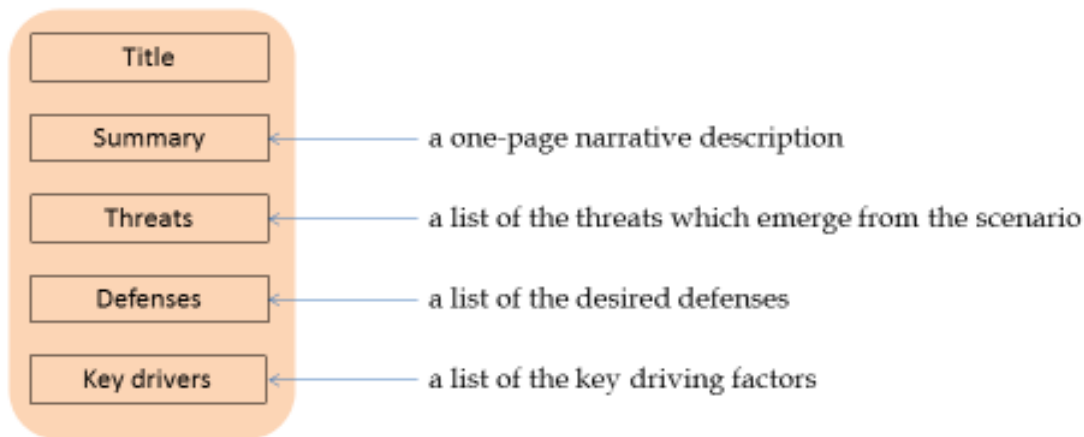 Title
Summary
a one-page narrative description
Threats
a list of the threats which emerge from the scenario
Defenses
a list of the desired defenses
Key drivers
a list of the key driving factors